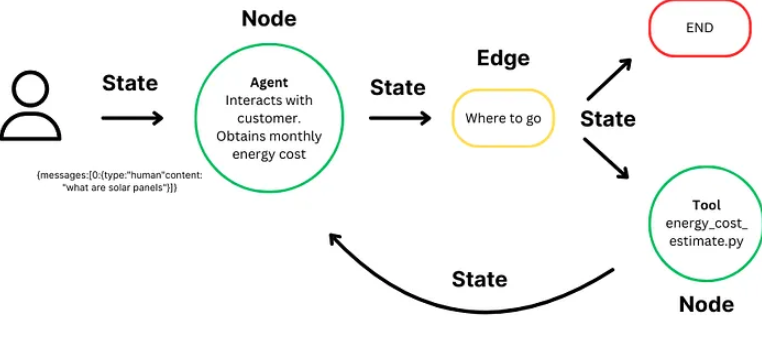 Node
END
Edge
State
Agent
Interacts with
customer.
Obtains monthly
energy cost
State
Where to go
State
{messages:[0:{type:"human"content:
"what are solar panels"}]}
Tool
energy_cost_
estimate.py
State
Node